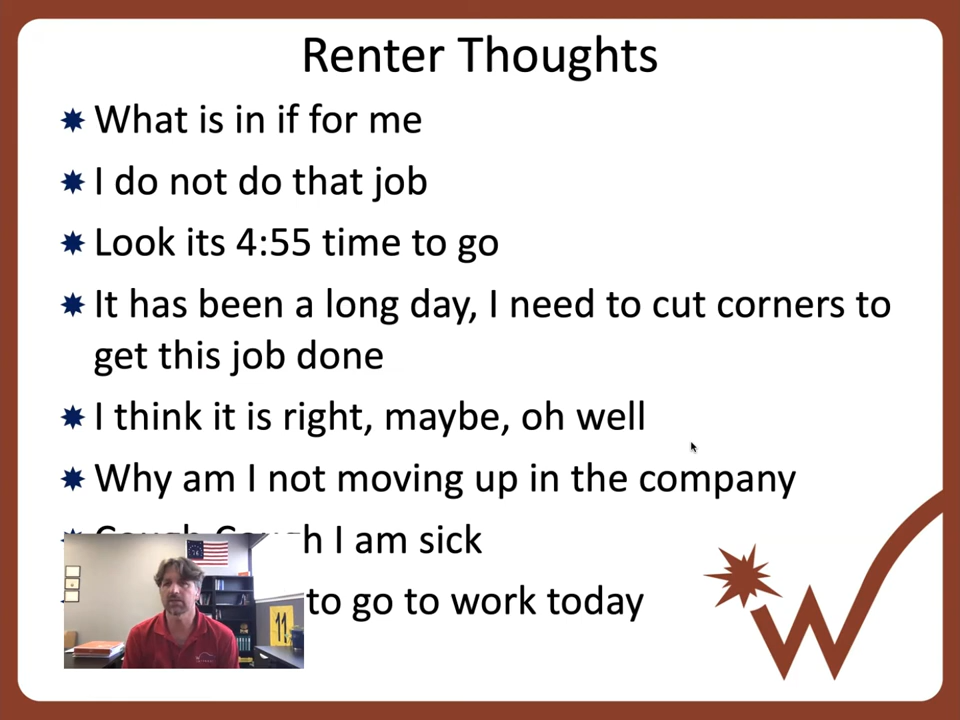 Renter Thoughts
What is in if for me
I do not do that job
Look its 4:55 time to go
It has been a long day, I need to cut corners to
get this job done
I think it is right, maybe, oh well
Why am I not moving up in the company
Cough Cough I am sick
to go to work today
11